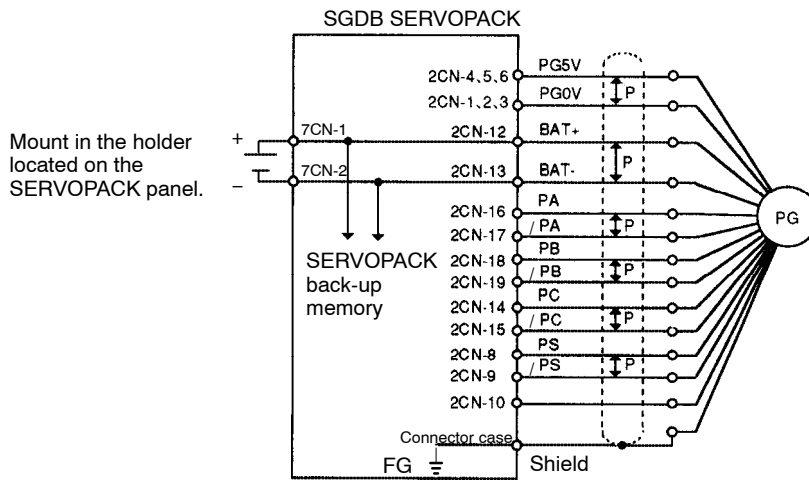 SGDB SERVOPACK
2CN-4、5、6 PG5V
P
2CN-1、2、3 PG0V
Mount in the holder
located on the
SERVOPACK panel.
+
7CN-1 2CN-12 BAT+
P
−
7CN-2 2CN-13 BAT-
2CN-16 PA
P
2CN-17 /PA
PG
SERVOPACK
back-up
memory
2CN-18 PB
P
2CN-19 /PB
2CN-14 PC
P
2CN-15 /PC
2CN-8 PS
P
2CN-9 /PS
2CN-10
Connector case
FG
Shield